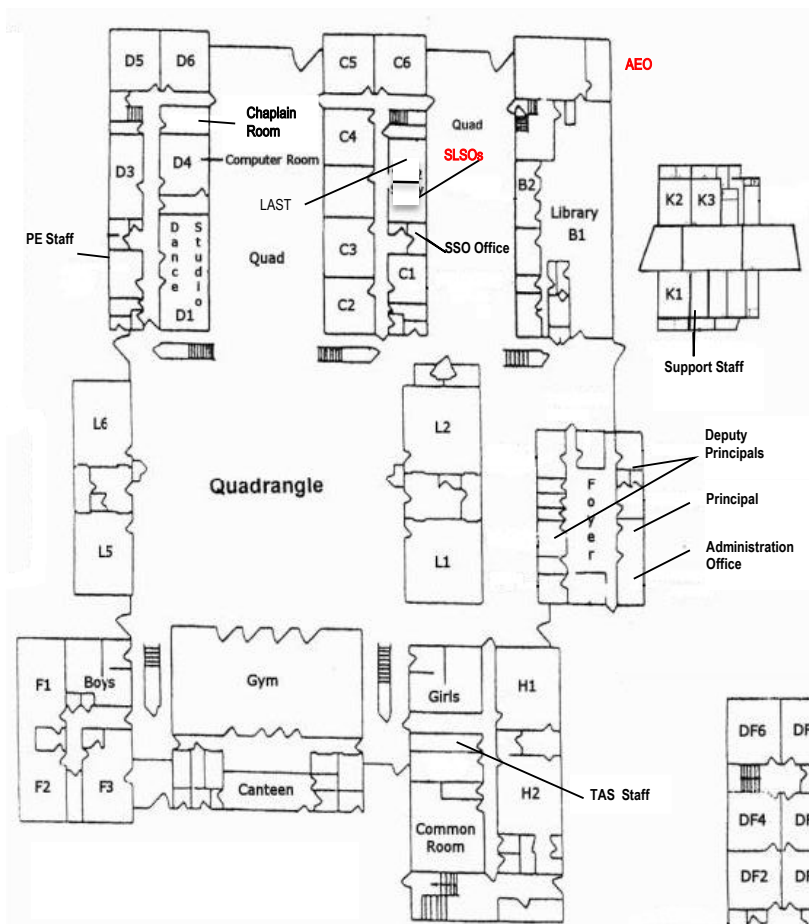 D5
D6
C5
C6
AEO
Chaplain
Room
C4
Quad
D3
D4
Computer Room
SLSOs
B2
LAST
Library
B1
K2
K3
PE Staff
Dance
Studio
D1
Quad
SSO Office
C3
C1
C2
K1
Support Staff
L6
L2
Quadrangle
Foyer
Deputy
Principals
Principal
L5
L1
Administration
Office
F1
Boys
Gym
Girls
H1
DF6
F2
F3
Canteen
H2
TAS Staff
Common
Room
DF4
DF2